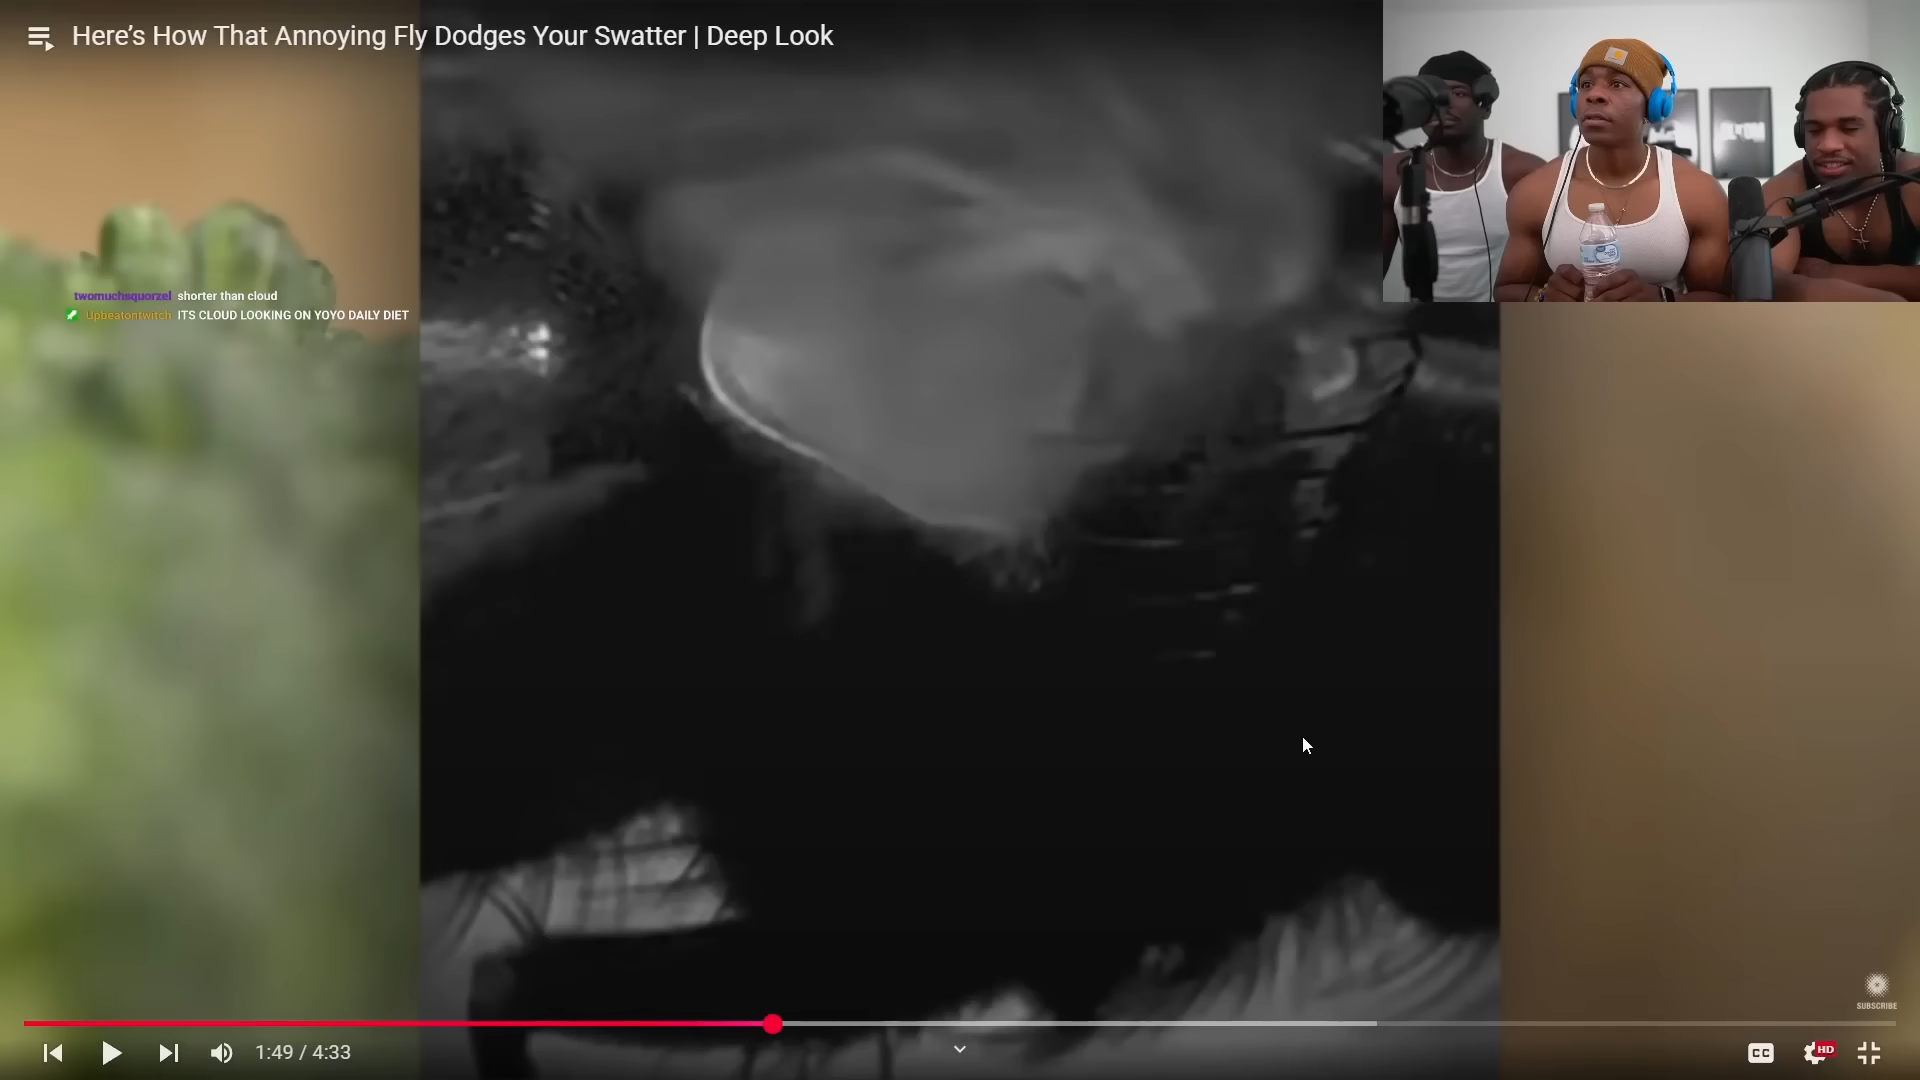 Here’s How That Annoying Fly Dodges Your Swatter | Deep Look
twomuchsquorzel shorter than cloud
Upbeatontwitch ITS CLOUD LOOKING ON YOYO DAILY DIET
SUBSCRIBE
1:49 / 4:33
CC
HD